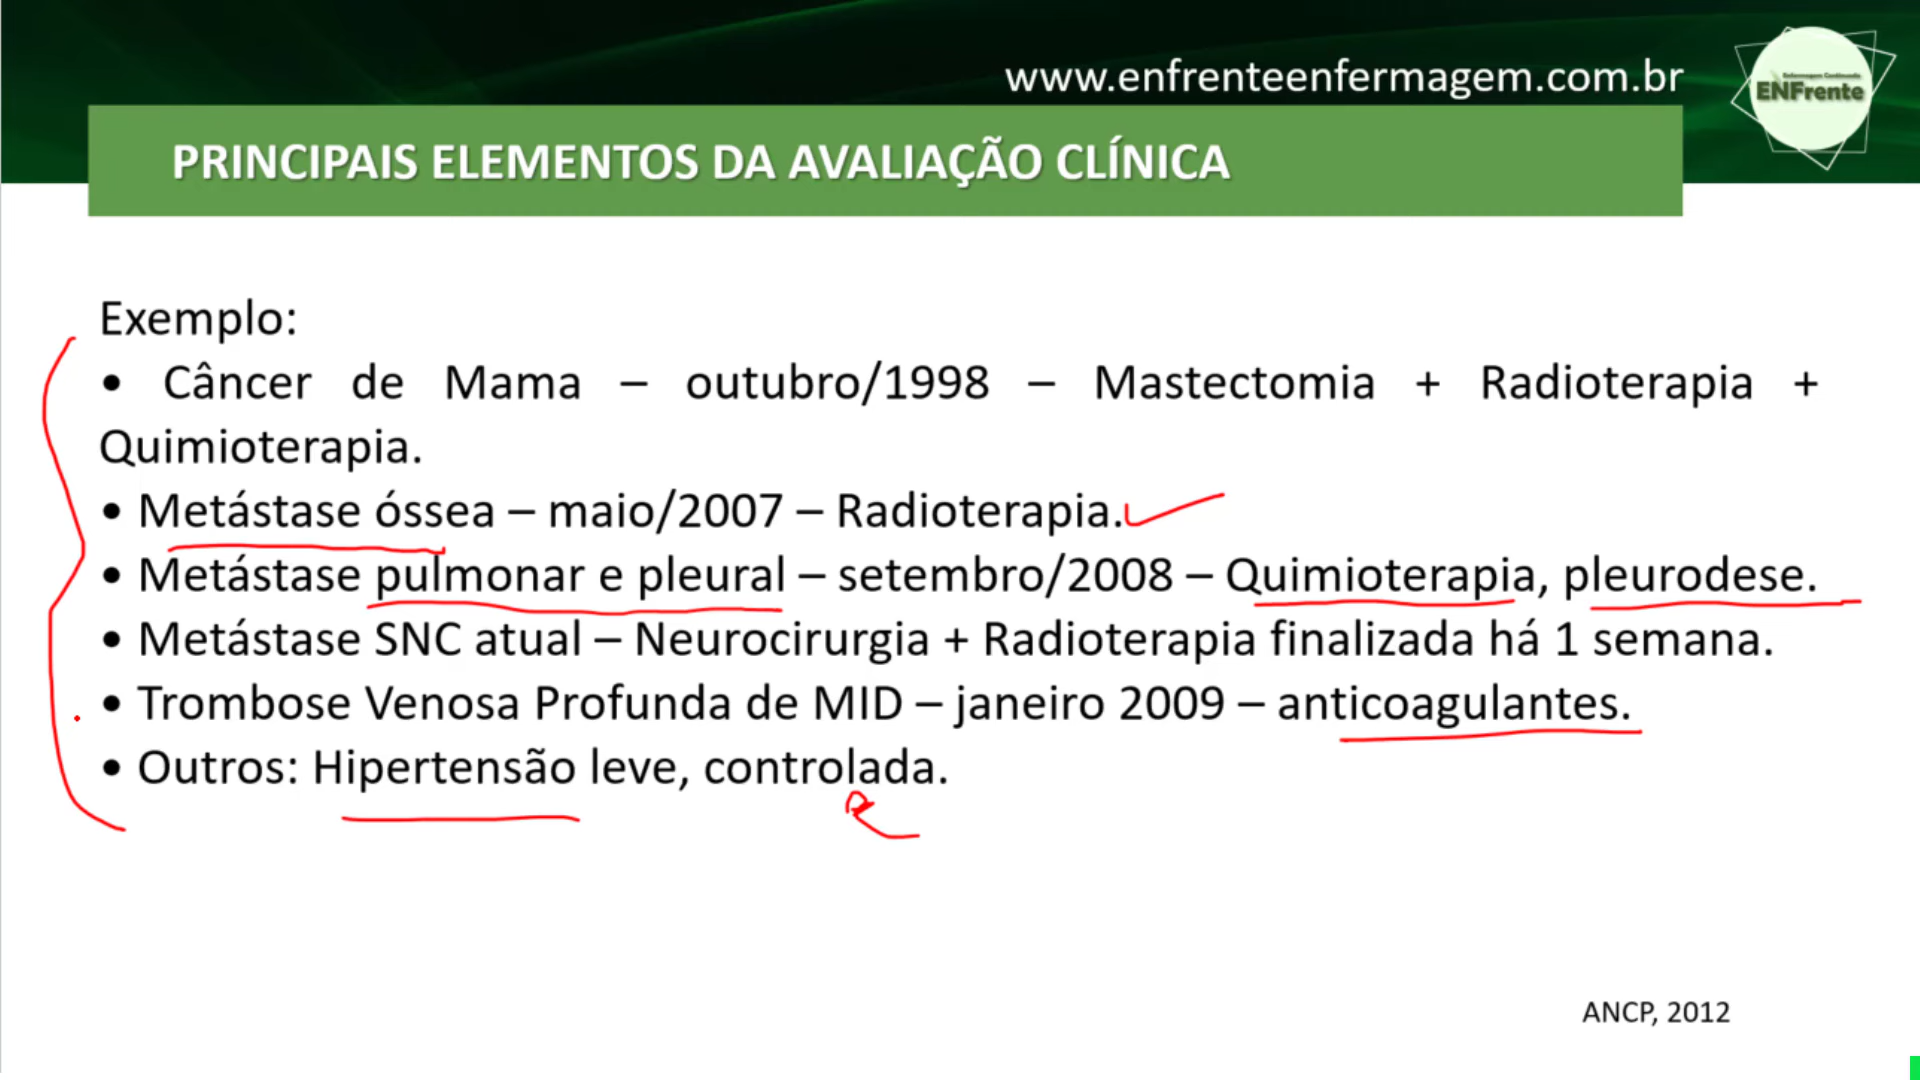 www.enfrenteenfermagem.com.br
Enfermagem Continuada
ENFrente
PRINCIPAIS ELEMENTOS DA AVALIAÇÃO CLÍNICA
Exemplo:
• Câncer de Mama – outubro/1998 – Mastectomia + Radioterapia +
Quimioterapia.
• Metástase óssea – maio/2007 – Radioterapia.
• Metástase pulmonar e pleural – setembro/2008 – Quimioterapia, pleurodese.
• Metástase SNC atual – Neurocirurgia + Radioterapia finalizada há 1 semana.
• Trombose Venosa Profunda de MID – janeiro 2009 – anticoagulantes.
• Outros: Hipertensão leve, controlada.
ANCP, 2012